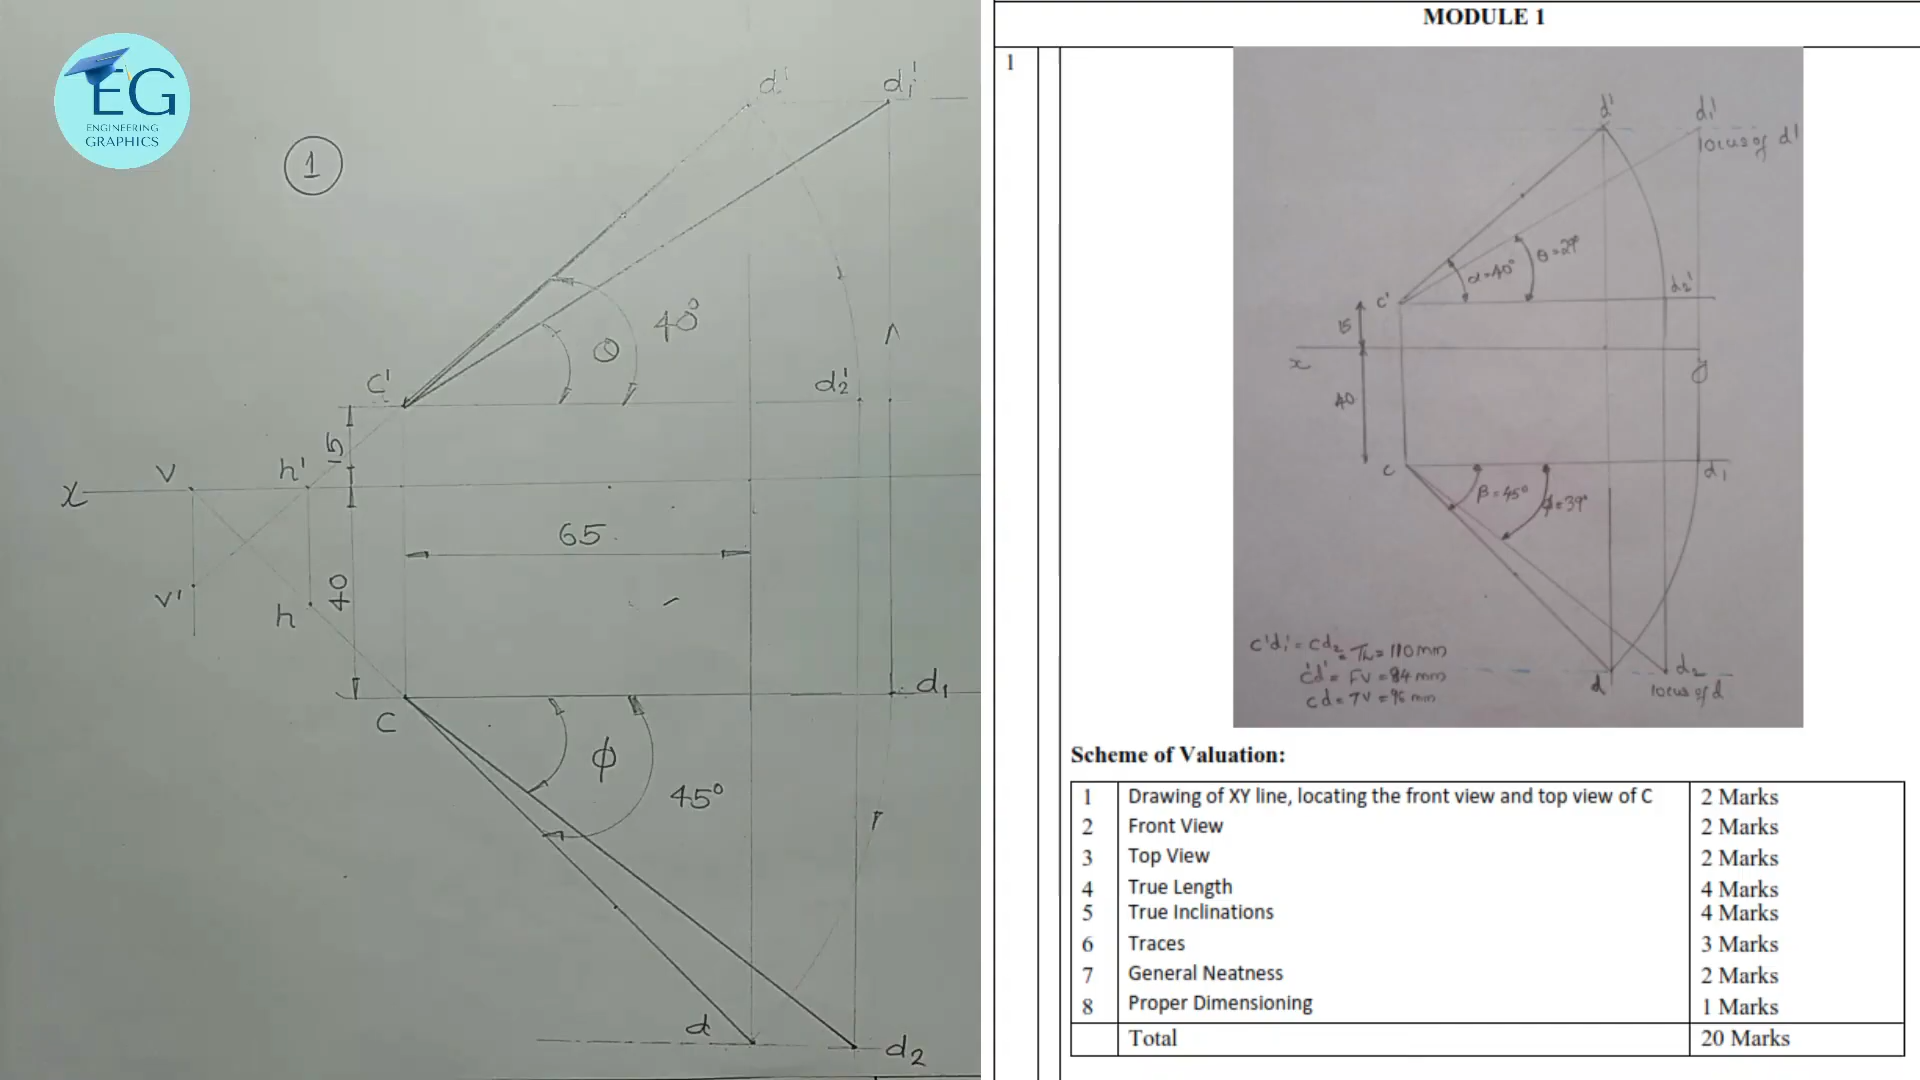 EG
ENGINEERING
GRAPHICS
1
d'
d1'
40°
θ
c'
d2'
15
v
h'
x
65
v'
h
40
c
d1
φ
45°
d
d2
MODULE 1
1
d'
d1'
locus of d'
α=40°
c'
d2'
15
x
y
40
c
d1
β=45°
φ=39°
c'd1' = cd2 = TL = 110 mm
c'd' = FV = 84 mm
cd = TV = 96 mm
d
d2
locus of d
Scheme of Valuation:
1 Drawing of XY line, locating the front view and top view of C 2 Marks
2 Front View 2 Marks
3 Top View 2 Marks
4 True Length 4 Marks
5 True Inclinations 4 Marks
6 Traces 3 Marks
7 General Neatness 2 Marks
8 Proper Dimensioning 1 Marks
Total 20 Marks